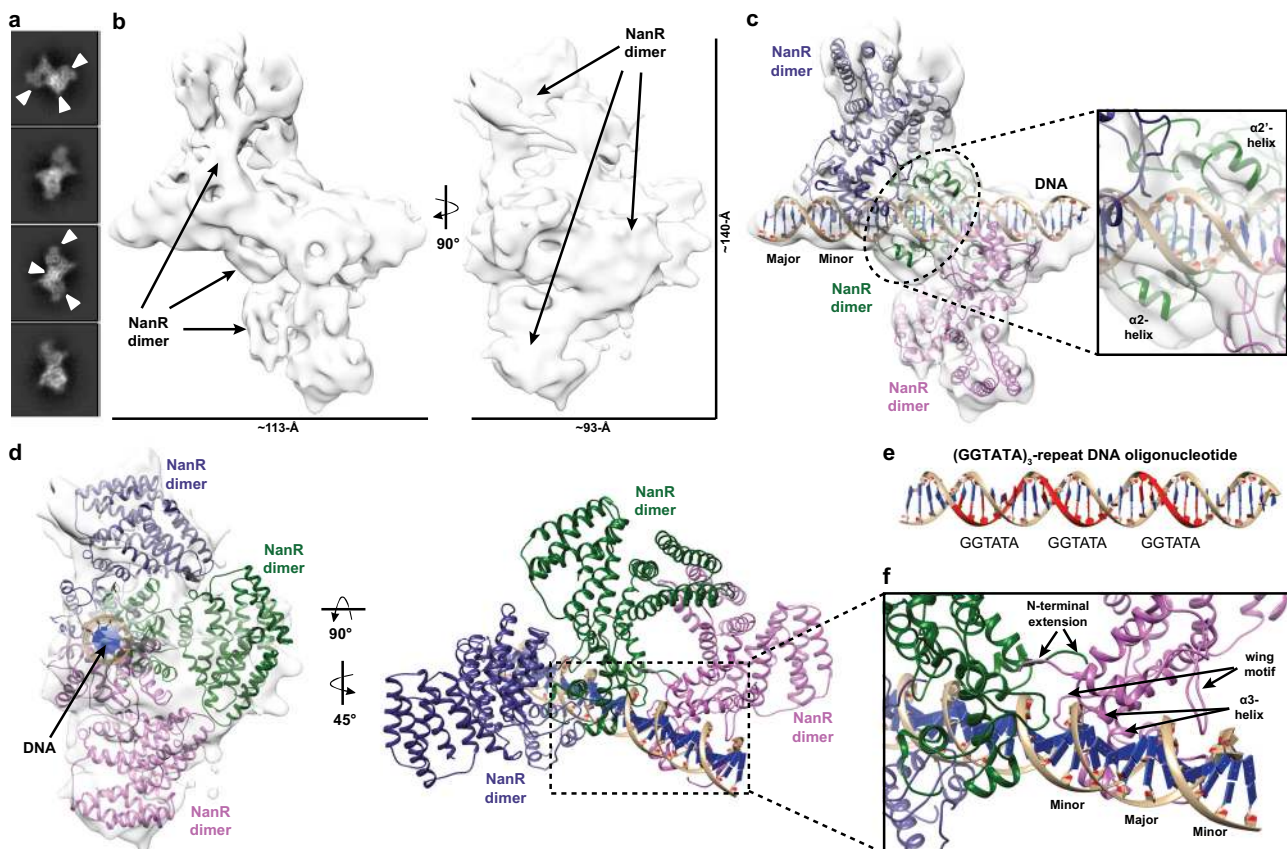 a
b
NanR
dimer
NanR
dimer
90°
~113-Å
~93-Å
~140-Å
c
NanR
dimer
DNA
Major
Minor
NanR
dimer
NanR
dimer
α2'-
helix
α2-
helix
d
NanR
dimer
NanR
dimer
DNA
NanR
dimer
90°
45°
NanR
dimer
NanR
dimer
NanR
dimer
e
(GGTATA)₃-repeat DNA oligonucleotide
GGTATA
GGTATA
GGTATA
f
N-terminal
extension
wing
motif
α3-
helix
Minor
Major
Minor